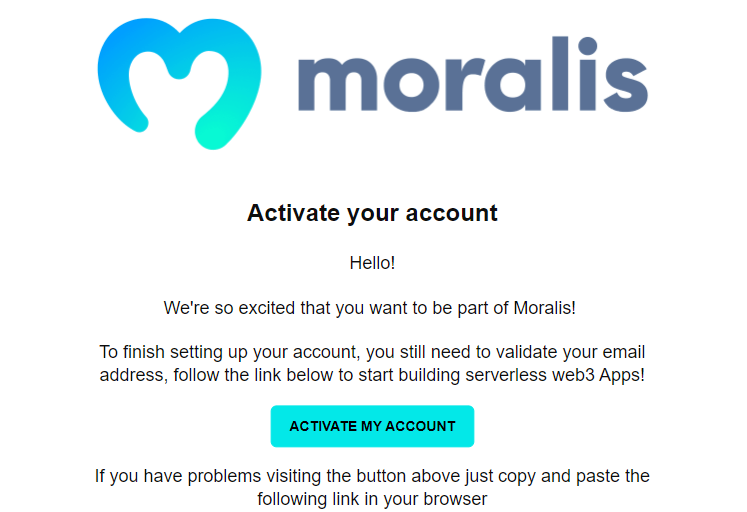 moralis
Activate your account
Hello!
We're so excited that you want to be part of Moralis!
To finish setting up your account, you still need to validate your email
address, follow the link below to start building serverless web3 Apps!
ACTIVATE MY ACCOUNT
If you have problems visiting the button above just copy and paste the
following link in your browser